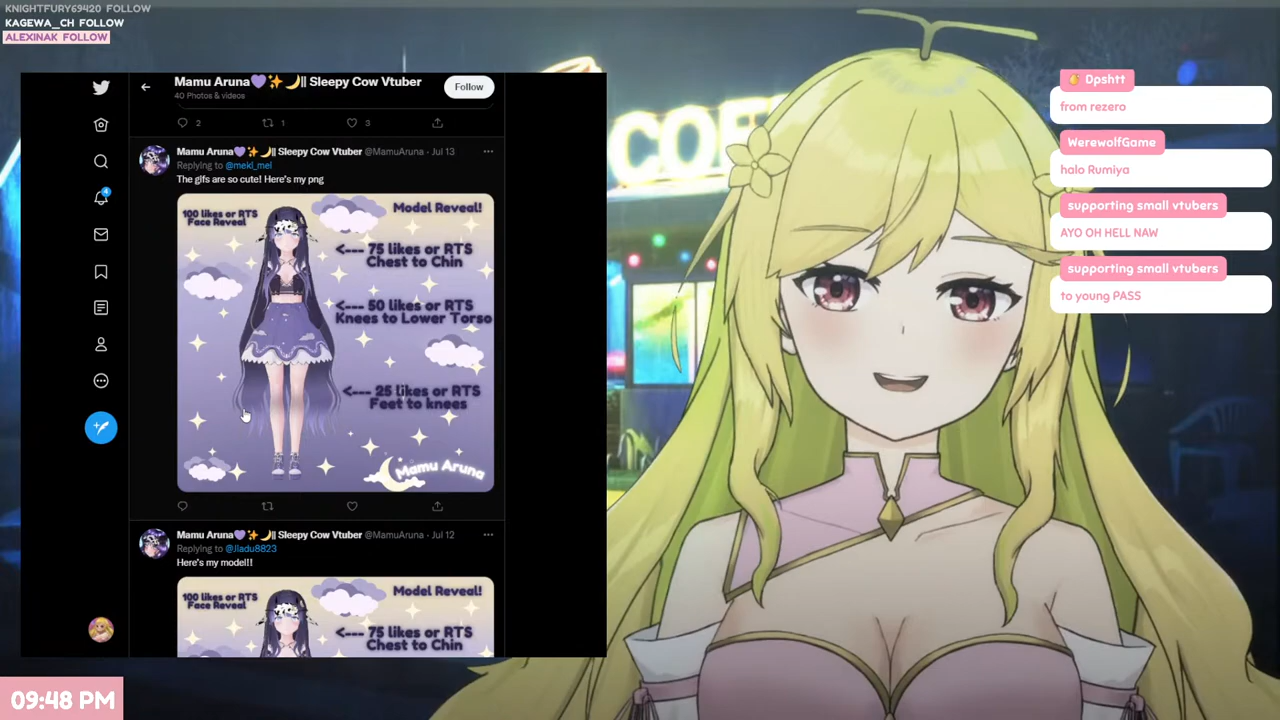 KNIGHTFURY69420 FOLLOW
KAGEWA_CH FOLLOW
ALEXINAK FOLLOW
Mamu Aruna💜✨🌙|| Sleepy Cow Vtuber
40 Photos & videos
Follow
2 1 3
Mamu Aruna💜✨🌙|| Sleepy Cow Vtuber @MamuAruna · Jul 13
Replying to @meki_mei
The gifs are so cute! Here's my png
100 likes or RTS
Face Reveal
Model Reveal!
<--- 75 likes or RTS
Chest to Chin
<--- 50 likes or RTS
Knees to Lower Torso
<--- 25 likes or RTS
Feet to knees
Mamu Aruna
Mamu Aruna💜✨🌙|| Sleepy Cow Vtuber @MamuAruna · Jul 12
Replying to @Jiadu8823
Here's my model!!
100 likes or RTS
Face Reveal
Model Reveal!
<--- 75 likes or RTS
Chest to Chin
4
COF
Dpshtt
from rezero
WerewolfGame
halo Rumiya
supporting small vtubers
AYO OH HELL NAW
supporting small vtubers
to young PASS
09:48 PM